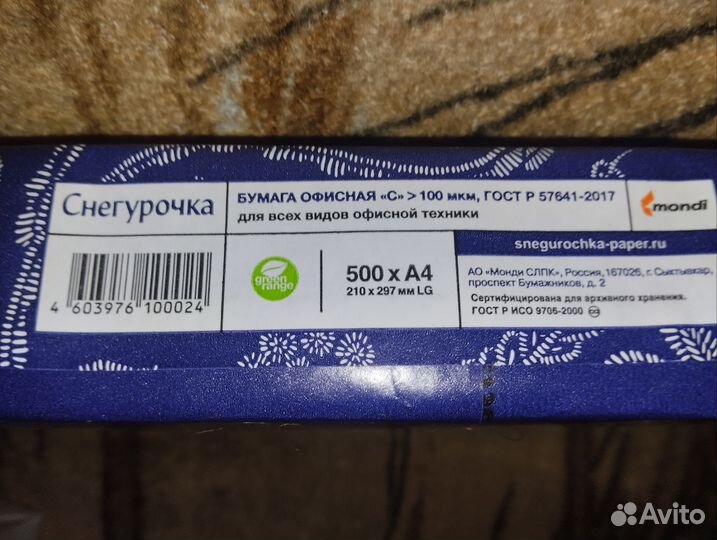 Снегурочка
БУМАГА ОФИСНАЯ «С» > 100 мкм, ГОСТ Р 57641-2017
для всех видов офисной техники
mondi
4 603976 100024
green
range
500 x A4
210 x 297 мм LG
snegurochka-paper.ru
АО «Монди СЛПК», Россия, 167026, г. Сыктывкар,
проспект Бумажников, д. 2
Сертифицирована для архивного хранения.
ГОСТ Р ИСО 9706-2000
Avito